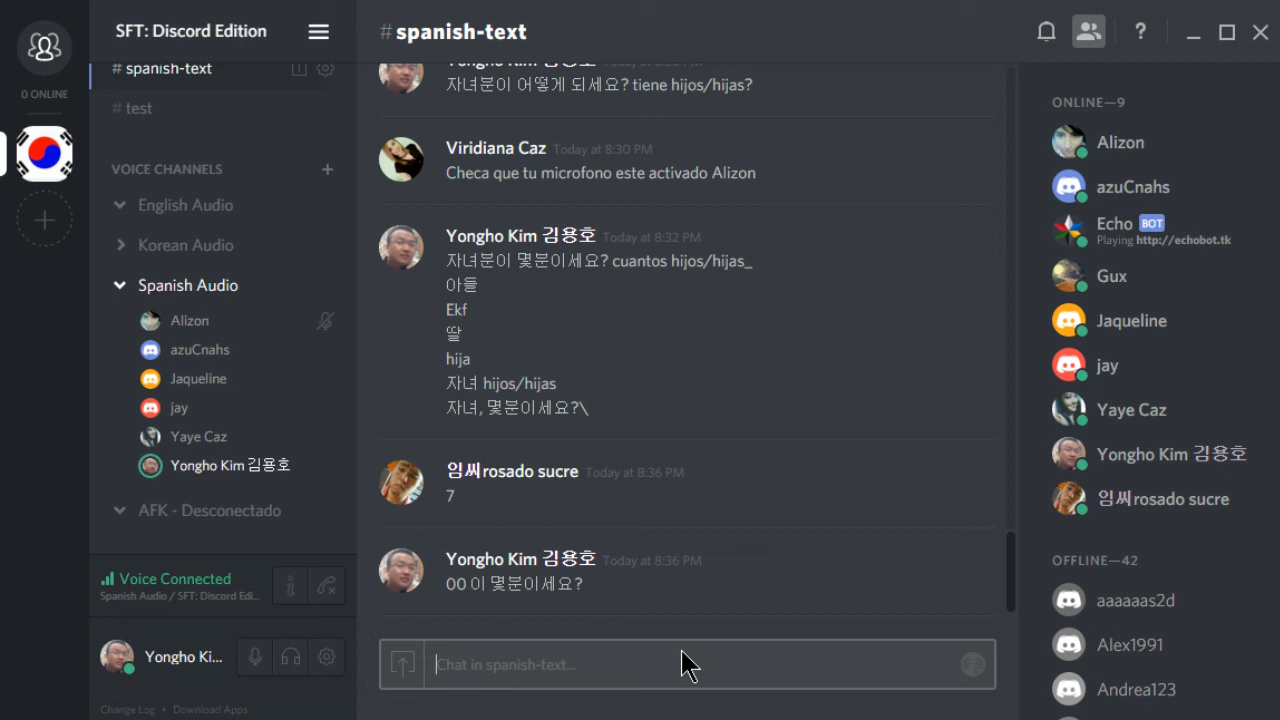 SFT: Discord Edition
# spanish-text
# test
0 ONLINE
VOICE CHANNELS
English Audio
Korean Audio
Spanish Audio
Alizon
azuCnahs
Jaqueline
jay
Yaye Caz
Yongho Kim 김용호
AFK - Desconectado
Voice Connected
Spanish Audio / SFT: Discord Edi...
Yongho Ki...
Change Log • Download Apps
# spanish-text
Yongho Kim 김용호
자녀분이 어떻게 되세요? tiene hijos/hijas?
Viridiana Caz Today at 8:30 PM
Checa que tu microfono este activado Alizon
Yongho Kim 김용호 Today at 8:32 PM
자녀분이 몇분이세요? cuantos hijos/hijas_
아들
Ekf
딸
hija
자녀 hijos/hijas
자녀, 몇분이세요?\
임씨rosado sucre Today at 8:36 PM
7
Yongho Kim 김용호 Today at 8:36 PM
00 이 몇분이세요?
Chat in spanish-text...
ONLINE—9
Alizon
azuCnahs
Echo BOT
Playing http://echobot.tk
Gux
Jaqueline
jay
Yaye Caz
Yongho Kim 김용호
임씨rosado sucre
OFFLINE—42
aaaaaas2d
Alex1991
Andrea123